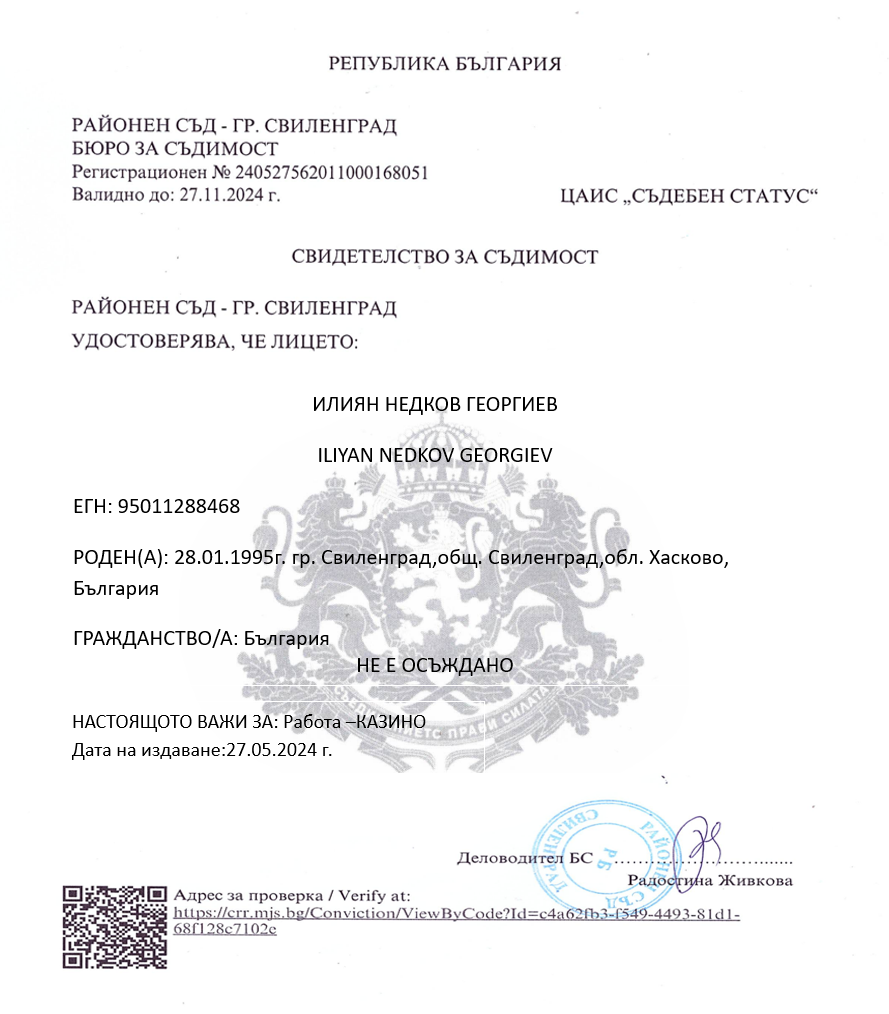 РЕПУБЛИКА БЪЛГАРИЯ
РАЙОНЕН СЪД - ГР. СВИЛЕНГРАД
БЮРО ЗА СЪДИМОСТ
Регистрационен № 240527562011000168051
Валидно до: 27.11.2024 г.
ЦАИС „СЪДЕБЕН СТАТУС“
СВИДЕТЕЛСТВО ЗА СЪДИМОСТ
РАЙОНЕН СЪД - ГР. СВИЛЕНГРАД
УДОСТОВЕРЯВА, ЧЕ ЛИЦЕТО:
ИЛИЯН НЕДКОВ ГЕОРГИЕВ
ILIYAN NEDKOV GEORGIEV
ЕГН: 95011288468
РОДЕН(А): 28.01.1995г. гр. Свиленград,общ. Свиленград,обл. Хасково,
България
ГРАЖДАНСТВО/А: България
НЕ Е ОСЪЖДАНО
СЪЕДИНЕНИЕТО ПРАВИ СИЛАТА
НАСТОЯЩОТО ВАЖИ ЗА: Работа –КАЗИНО
Дата на издаване:27.05.2024 г.
РАЙОНЕН СЪД
СВИЛЕНГРАД
РБ
Деловодител БС ..............................
Радостина Живкова
Адрес за проверка / Verify at:
https://crr.mjs.bg/Conviction/ViewByCode?Id=c4a62fb3-f549-4493-81d1-
68f128c7102c